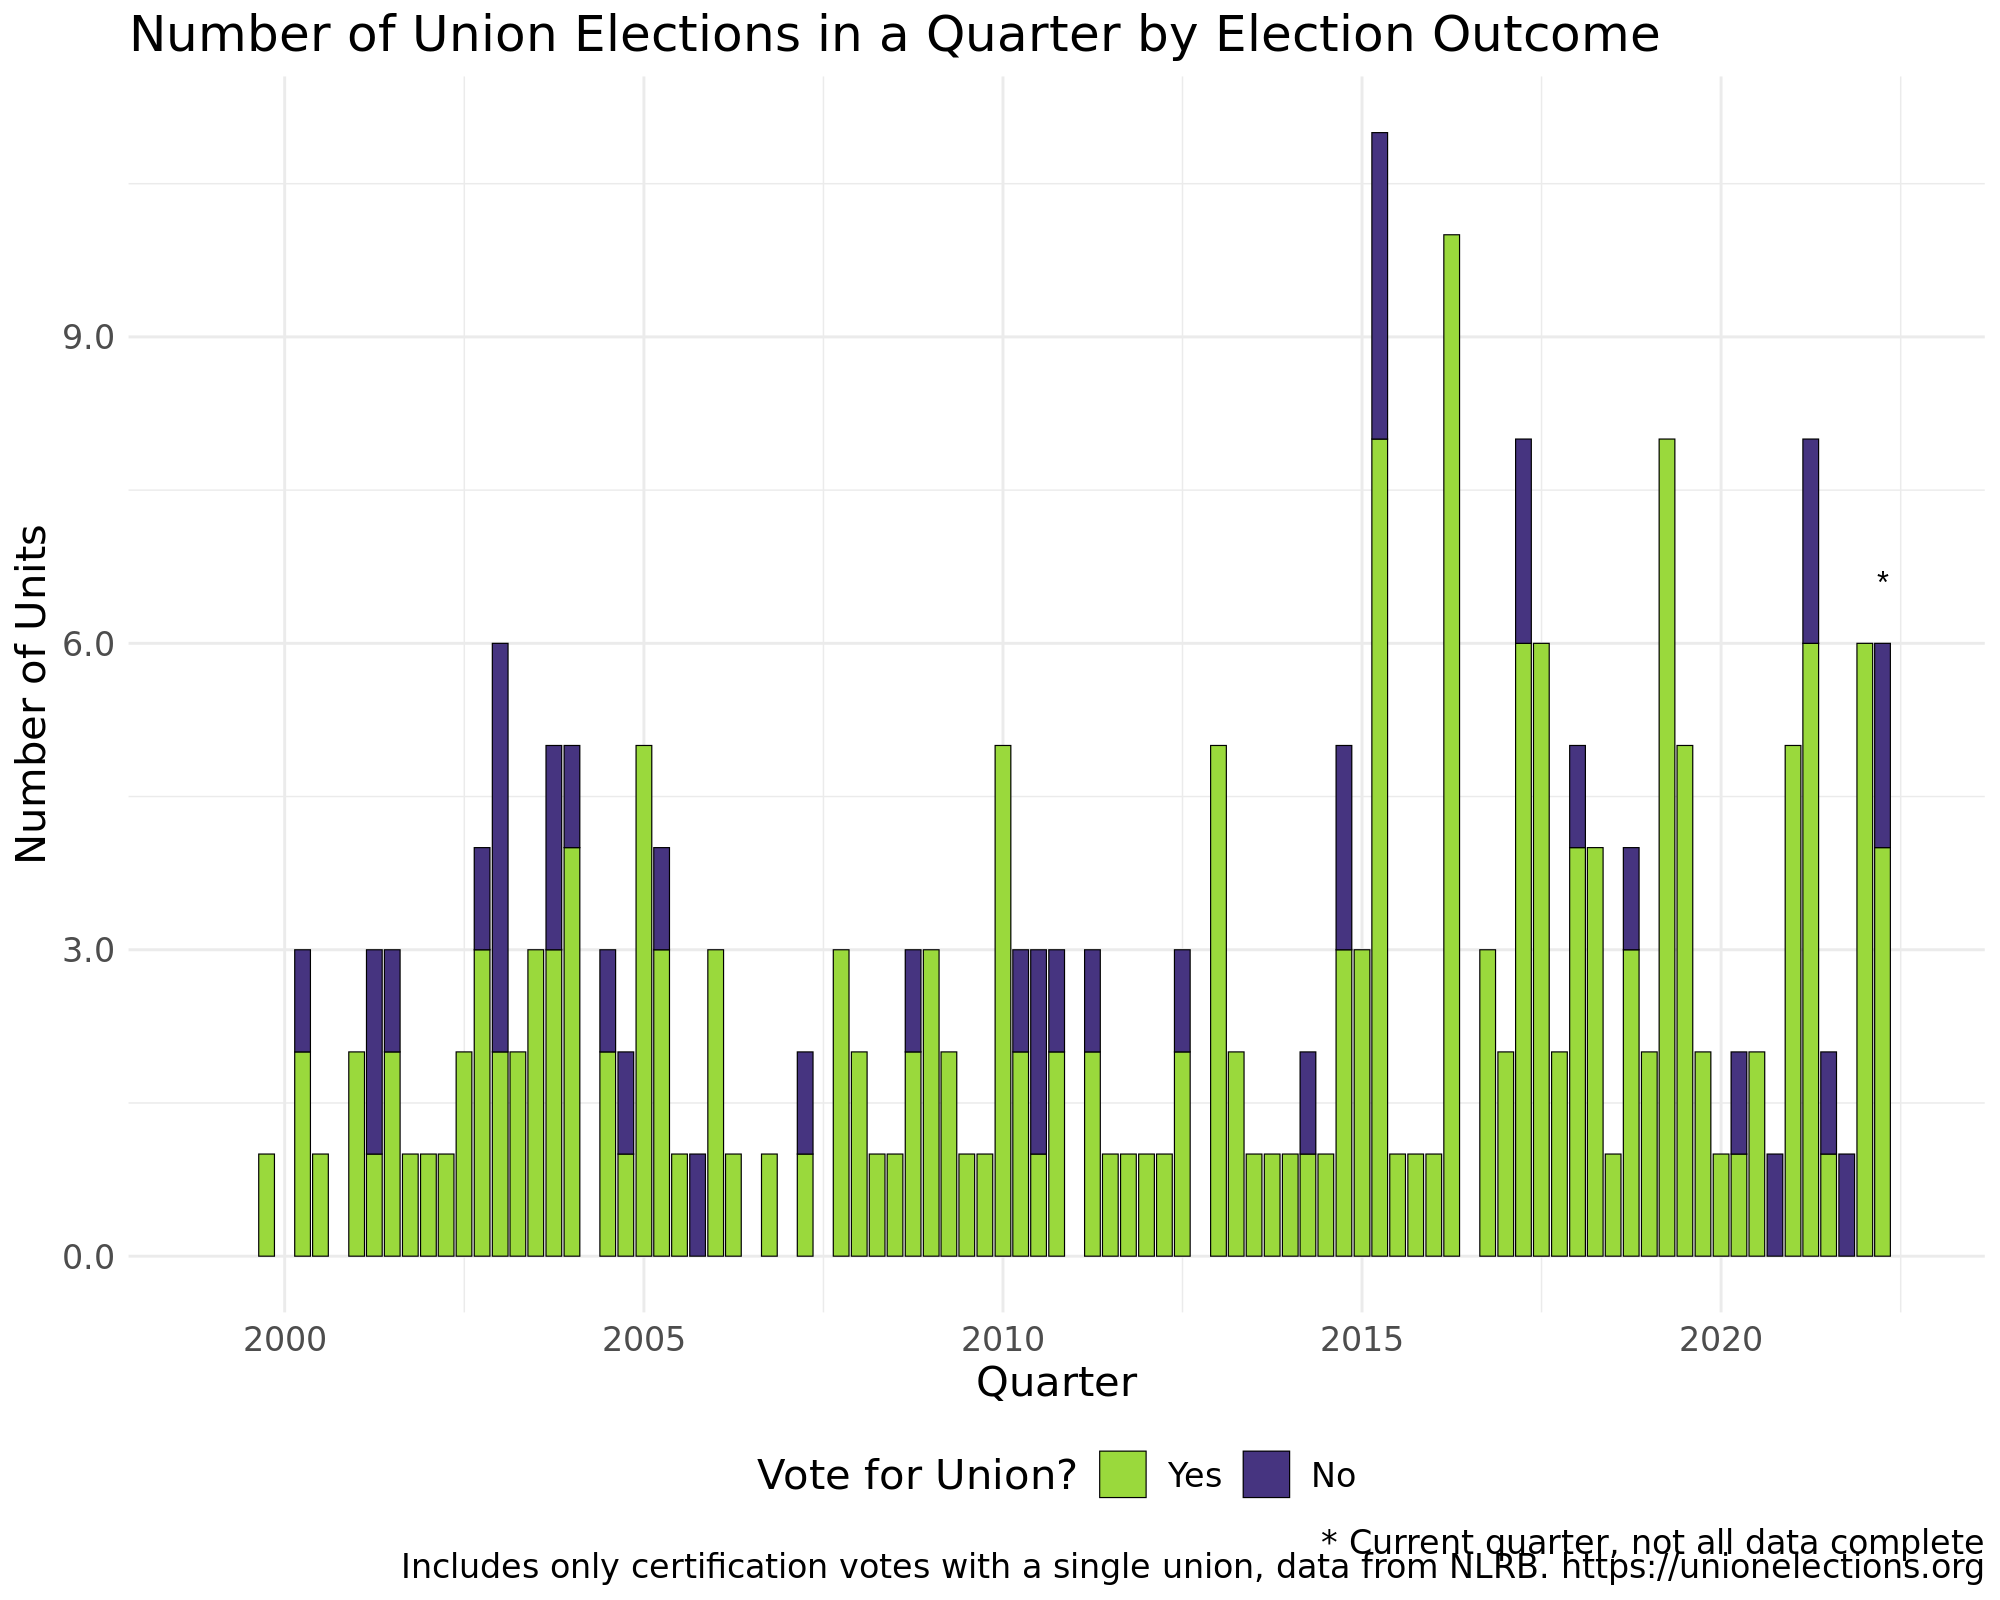 Number of Union Elections in a Quarter by Election Outcome
Number of Units
9.0
6.0
3.0
0.0
*
2000 2005 2010 2015 2020
Quarter
Vote for Union? Yes No
* Current quarter, not all data complete
Includes only certification votes with a single union, data from NLRB. https://unionelections.org